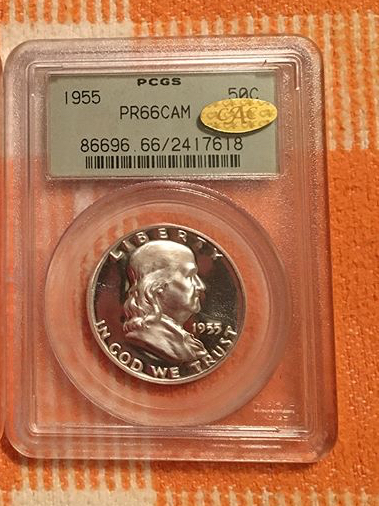 PCGS
1955 50C
PR66CAM
CAC
86696.66/2417618
LIBERTY
1955
IN GOD WE TRUST